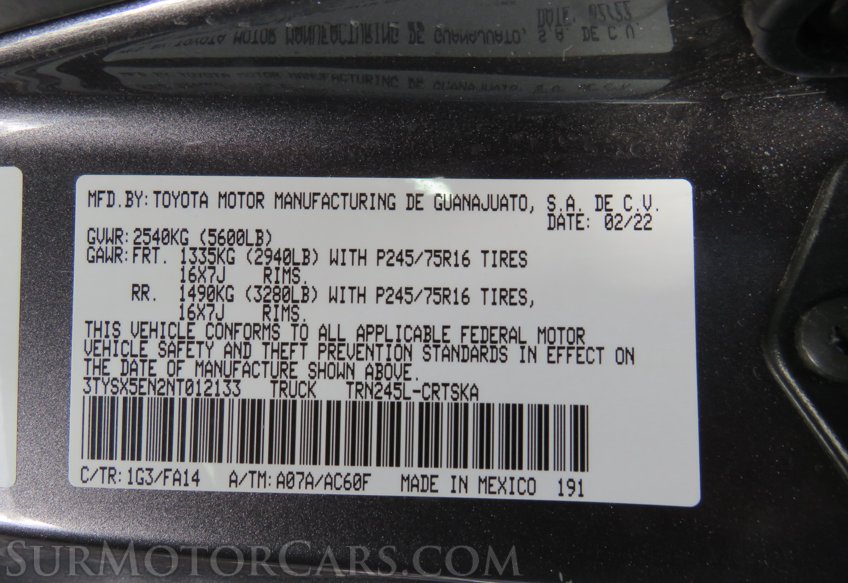 MFD.BY:TOYOTA MOTOR MANUFACTURING DE GUANAJUATO, S.A. DE C.V.
DATE: 02/22
GVWR:2540KG (5600LB)
GAWR:FRT. 1335KG (2940LB) WITH P245/75R16 TIRES
16X7J RIMS.
RR. 1490KG (3280LB) WITH P245/75R16 TIRES,
16X7J RIMS.
THIS VEHICLE CONFORMS TO ALL APPLICABLE FEDERAL MOTOR
VEHICLE SAFETY AND THEFT PREVENTION STANDARDS IN EFFECT ON
THE DATE OF MANUFACTURE SHOWN ABOVE.
3TYSX5EN2NT012133 TRUCK TRN245L-CRTSKA
C/TR:1G3/FA14 A/TM:A07A/AC60F MADE IN MEXICO 191
SURMOTORCARS.COM